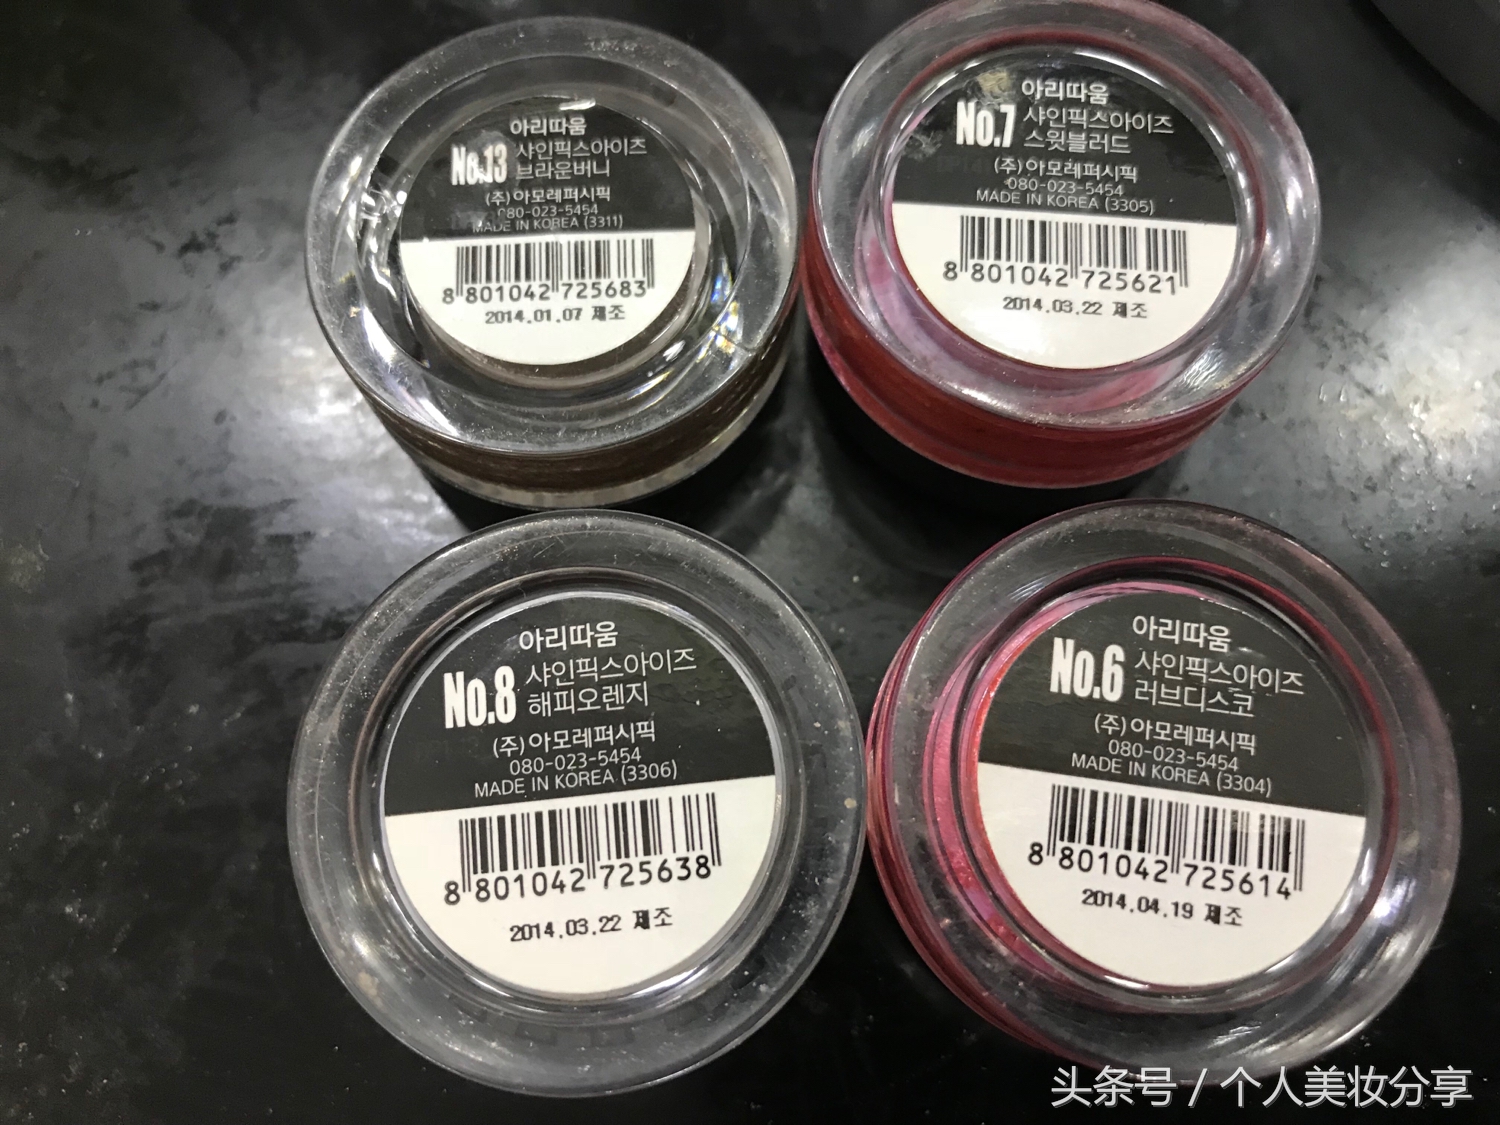 아리따움
No.13 샤인픽스아이즈
브라운버니
(주)아모레퍼시픽
080-023-5454
MADE IN KOREA (3311)
8 801042 725683
2014.01.07 제조
아리따움
No.7 샤인픽스아이즈
스윗블러드
(주)아모레퍼시픽
080-023-5454
MADE IN KOREA (3305)
8 801042 725621
2014.03.22 제조
아리따움
No.8 샤인픽스아이즈
해피오렌지
(주)아모레퍼시픽
080-023-5454
MADE IN KOREA (3306)
8 801042 725638
2014.03.22 제조
아리따움
No.6 샤인픽스아이즈
러브디스코
(주)아모레퍼시픽
080-023-5454
MADE IN KOREA (3304)
8 801042 725614
2014.04.19 제조
头条号 / 个人美妆分享